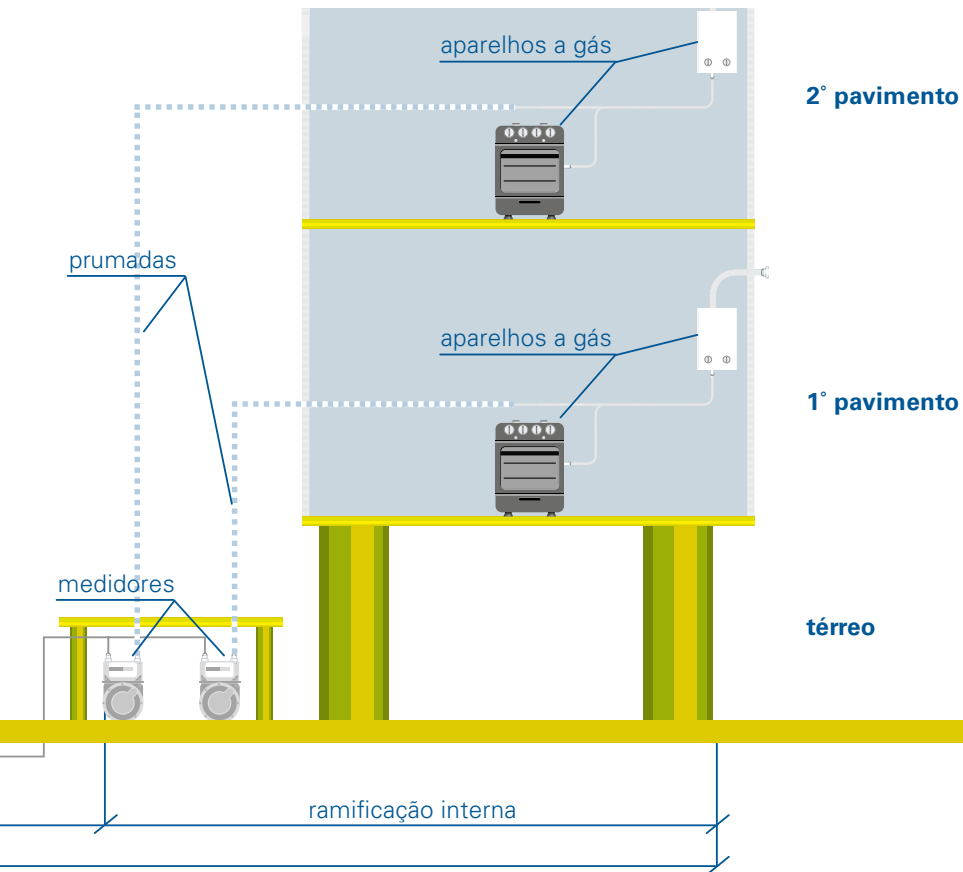 aparelhos a gás
2° pavimento
prumadas
aparelhos a gás
1° pavimento
medidores
térreo
ramificação interna